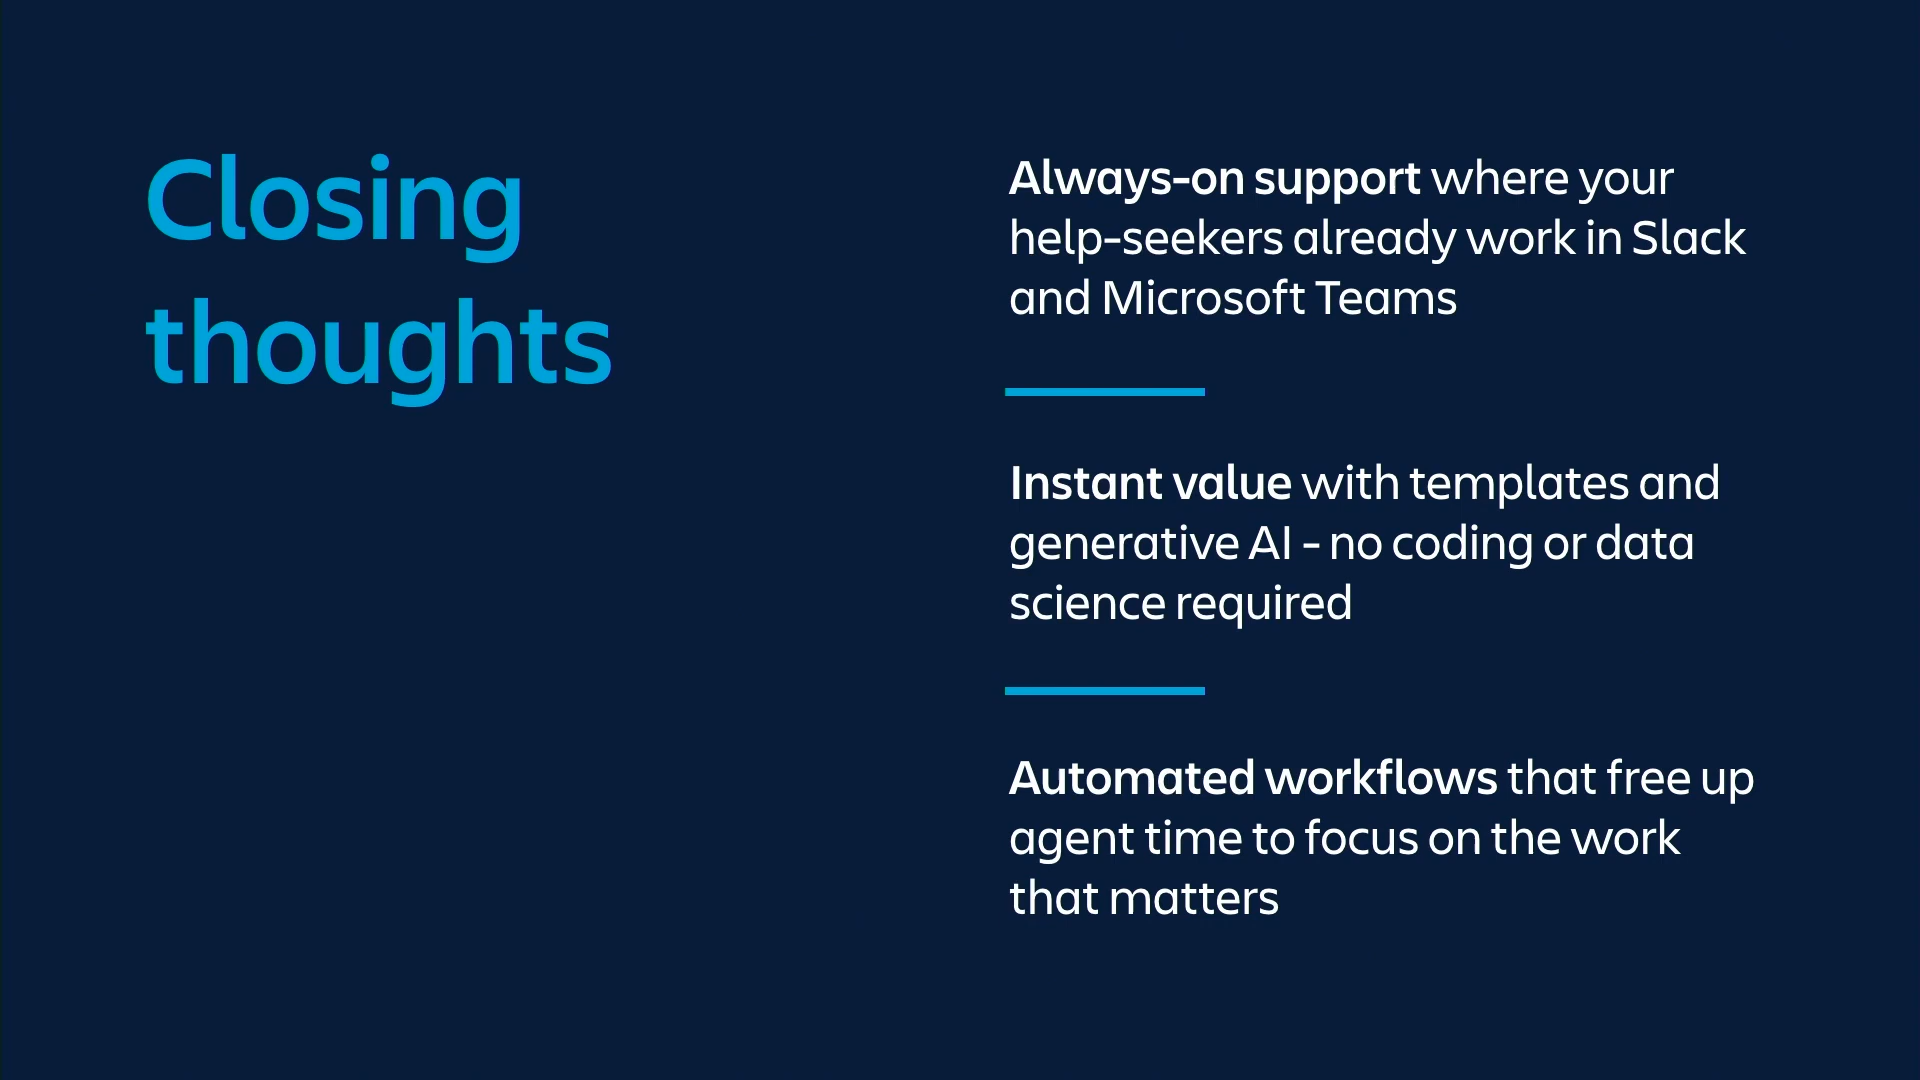 Closing
thoughts
Always-on support where your
help-seekers already work in Slack
and Microsoft Teams
Instant value with templates and
generative AI - no coding or data
science required
Automated workflows that free up
agent time to focus on the work
that matters